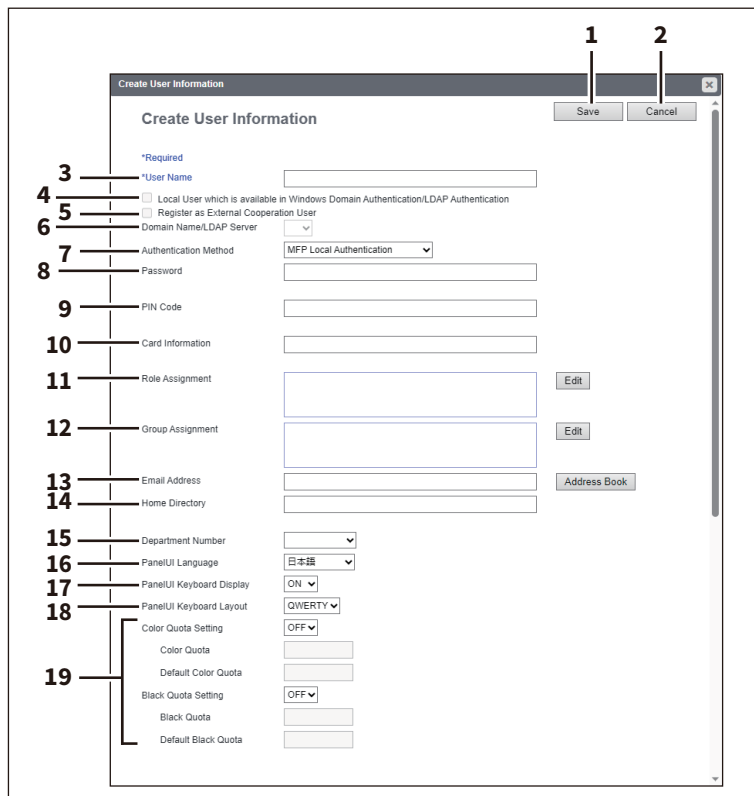 1 2
Create User Information
Create User Information Save Cancel
*Required
3 *User Name
4 Local User which is available in Windows Domain Authentication/LDAP Authentication
5 Register as External Cooperation User
6 Domain Name/LDAP Server
7 Authentication Method MFP Local Authentication
8 Password
9 PIN Code
10 Card Information
11 Role Assignment Edit
12 Group Assignment Edit
13 Email Address Address Book
14 Home Directory
15 Department Number
16 PanelUI Language 日本語
17 PanelUI Keyboard Display ON
18 PanelUI Keyboard Layout QWERTY
Color Quota Setting OFF
Color Quota
19 Default Color Quota
Black Quota Setting OFF
Black Quota
Default Black Quota